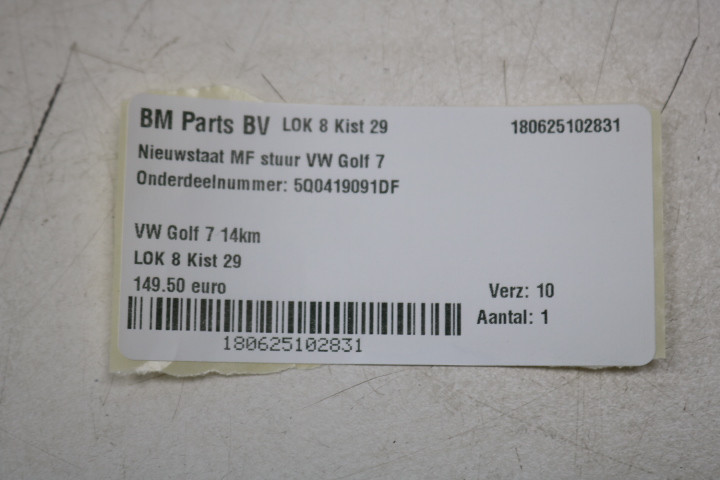 BM Parts BV LOK 8 Kist 29 180625102831
Nieuwstaat MF stuur VW Golf 7
Onderdeelnummer: 5Q0419091DF
VW Golf 7 14km
LOK 8 Kist 29
149.50 euro
Verz: 10
Aantal: 1
180625102831